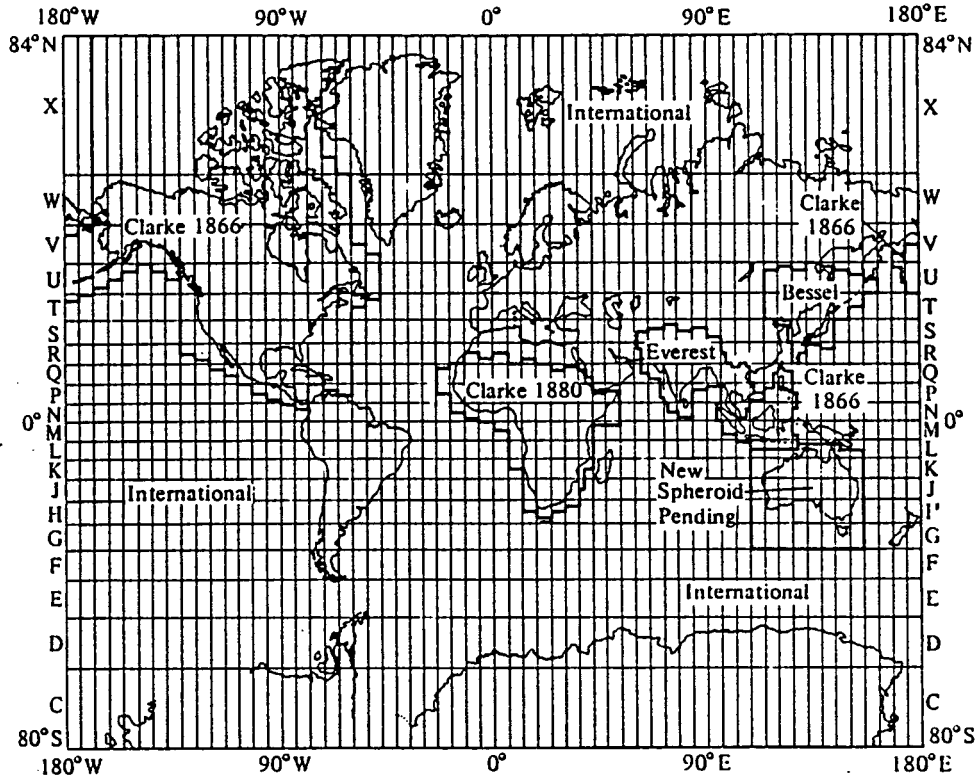 180°W 90°W 0° 90°E 180°E
84°N 84°N
X X
International
W W
Clarke 1866
Clarke 1866
V V
U U
Bessel
T T
S S
Everest
R R
Q Q
Clarke 1880
Clarke 1866
P P
N N
0° 0°
M M
L L
K K
New Spheroid Pending
International
J J
H I'
G G
F F
International
E E
D D
C C
80°S 80°S
180°W 90°W 0° 90°E 180°E